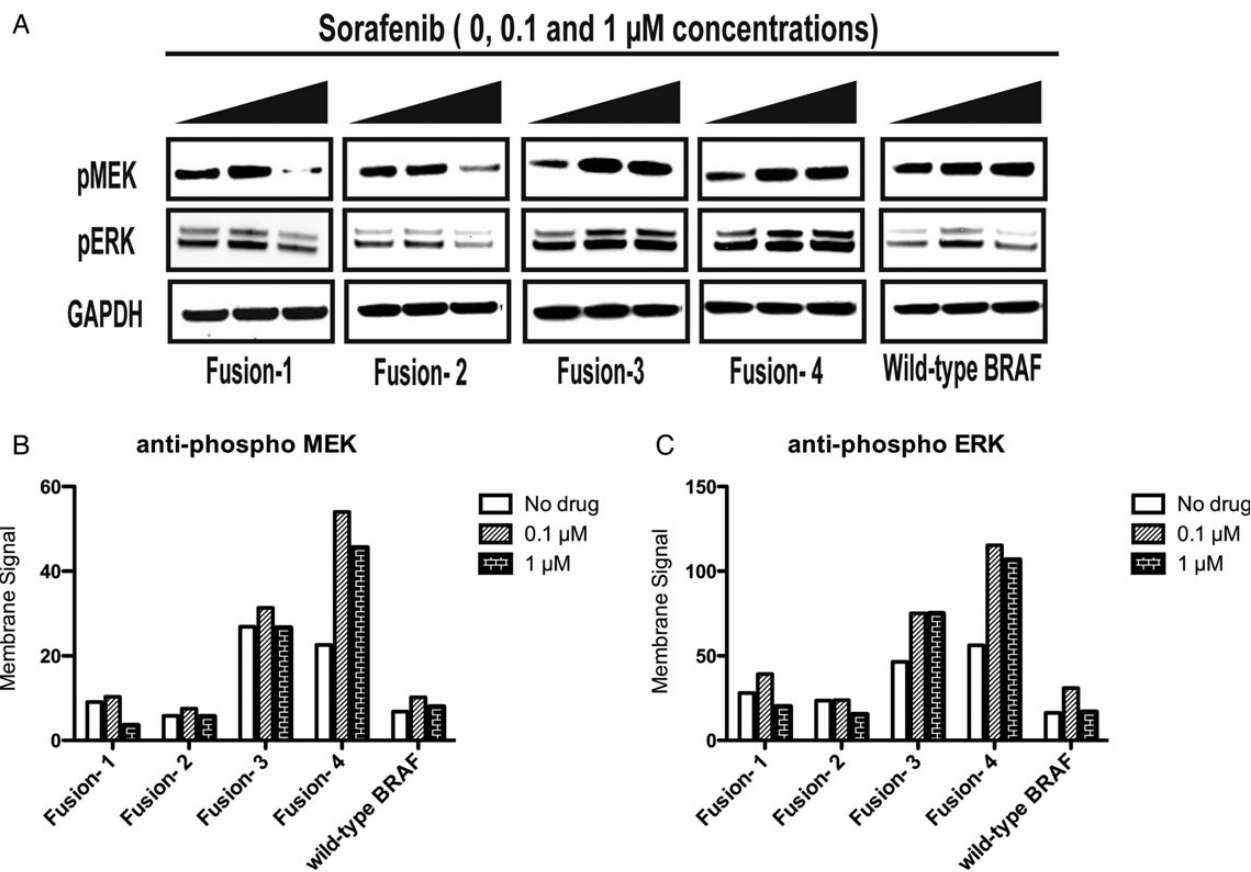 A
Sorafenib ( 0, 0.1 and 1 µM concentrations)
pMEK
pERK
GAPDH
Fusion-1
Fusion- 2
Fusion-3
Fusion- 4
Wild-type BRAF
B
anti-phospho MEK
60
40
20
0
Membrane Signal
No drug
0.1 µM
1 µM
Fusion- 1
Fusion- 2
Fusion- 3
Fusion- 4
wild-type BRAF
C
anti-phospho ERK
150
100
50
0
Membrane Signal
No drug
0.1 µM
1 µM
Fusion- 1
Fusion- 2
Fusion- 3
Fusion- 4
wild-type BRAF